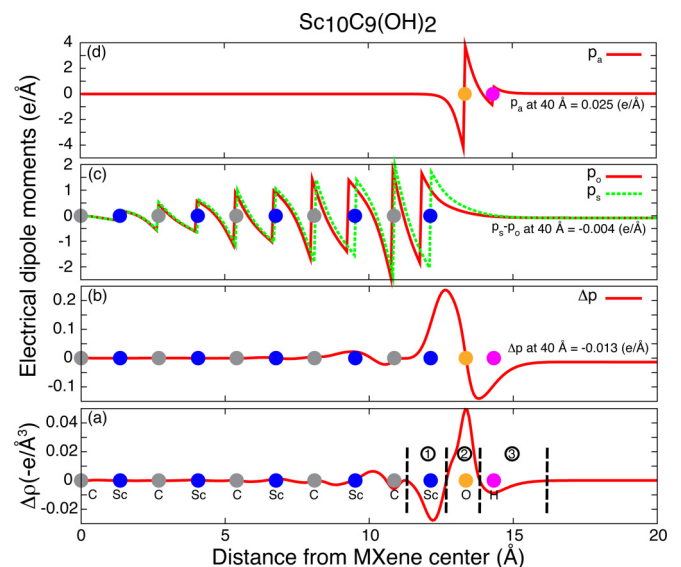 Sc10C9(OH)2
Electrical dipole moments (e/Å)
(d)
4
2
0
-2
-4
pa
pa at 40 Å = 0.025 (e/Å)
(c)
2
1
0
-1
-2
po
ps
ps-po at 40 Å = -0.004 (e/Å)
(b)
0.2
0.1
0
-0.1
Δp
Δp at 40 Å = -0.013 (e/Å)
Δρ(-e/Å³)
(a)
0.04
0.02
0
-0.02
① ② ③
C Sc C Sc C Sc C Sc C Sc O H
0 5 10 15 20
Distance from MXene center (Å)